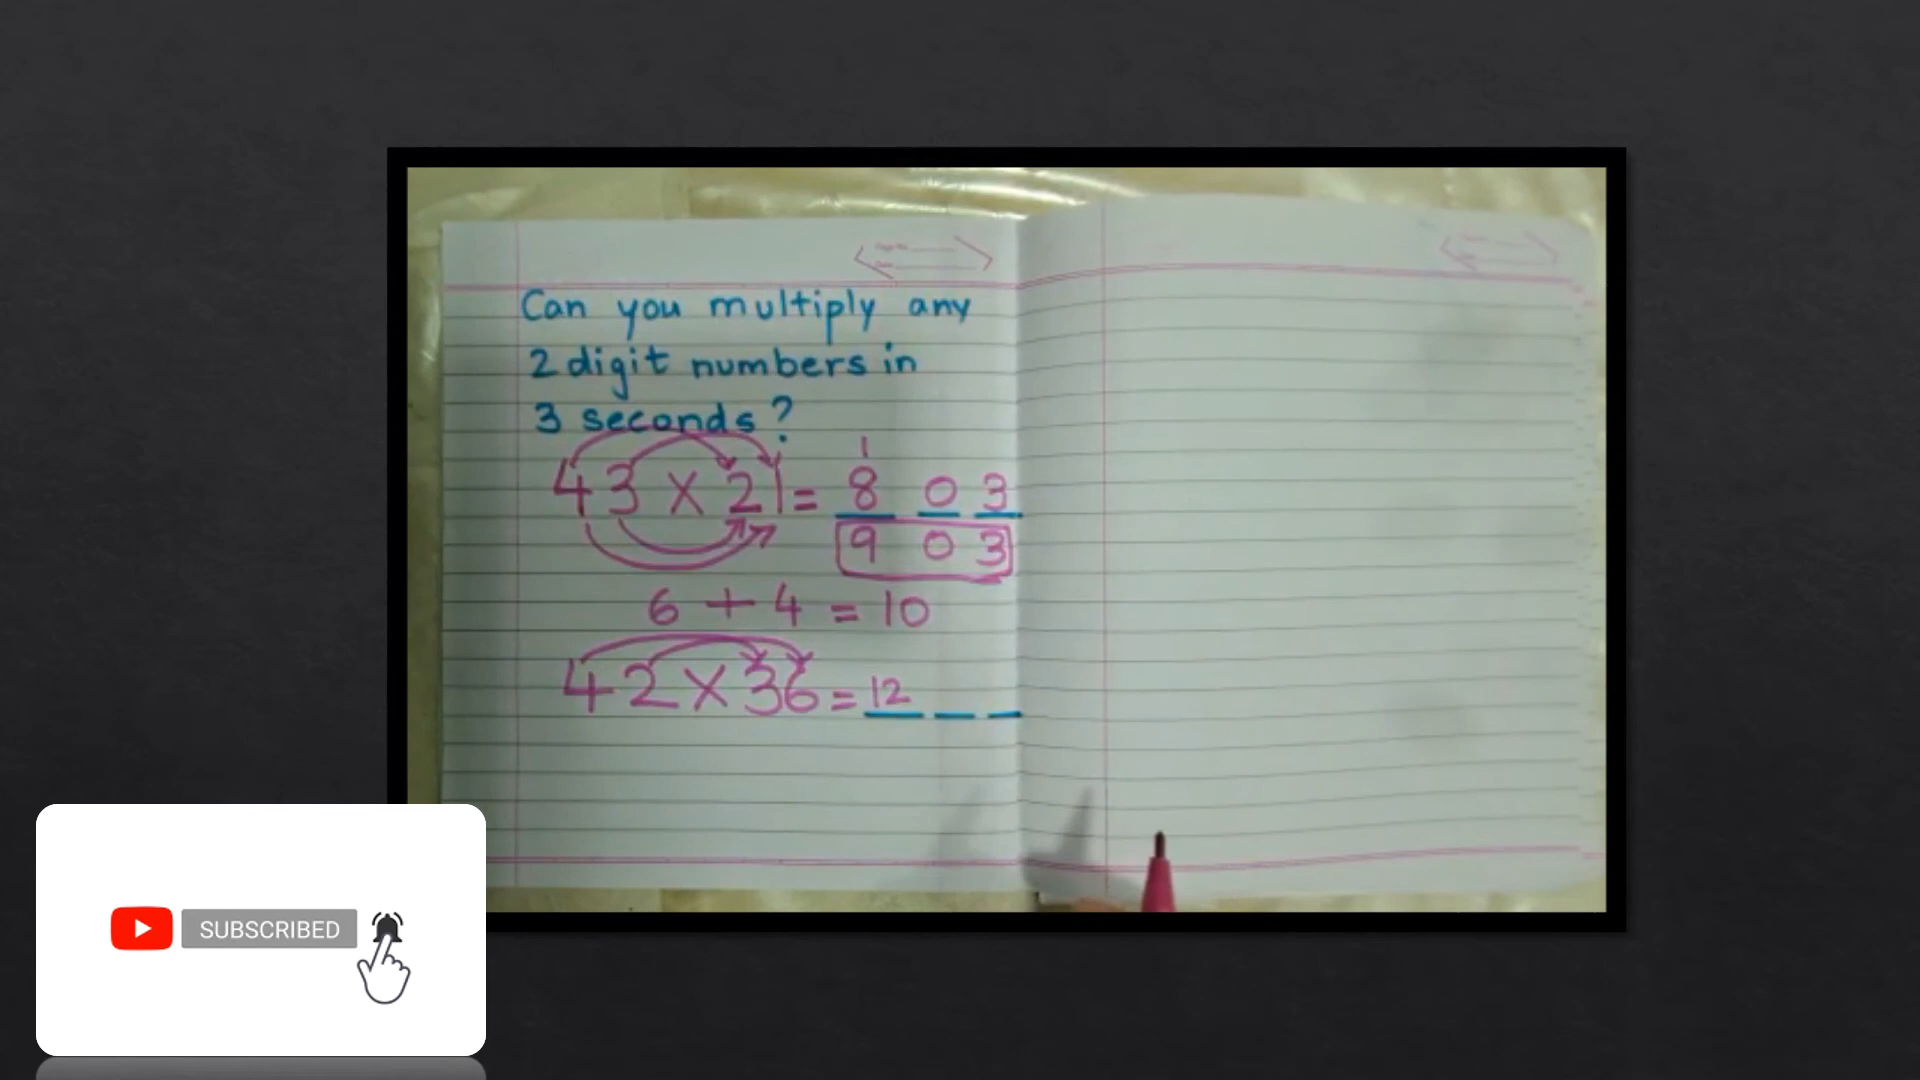 Can you multiply any
2 digit numbers in
3 seconds?
1
43 X 21 = 8 0 3
9 0 3
6 + 4 = 10
42 X 36 = 12
SUBSCRIBED